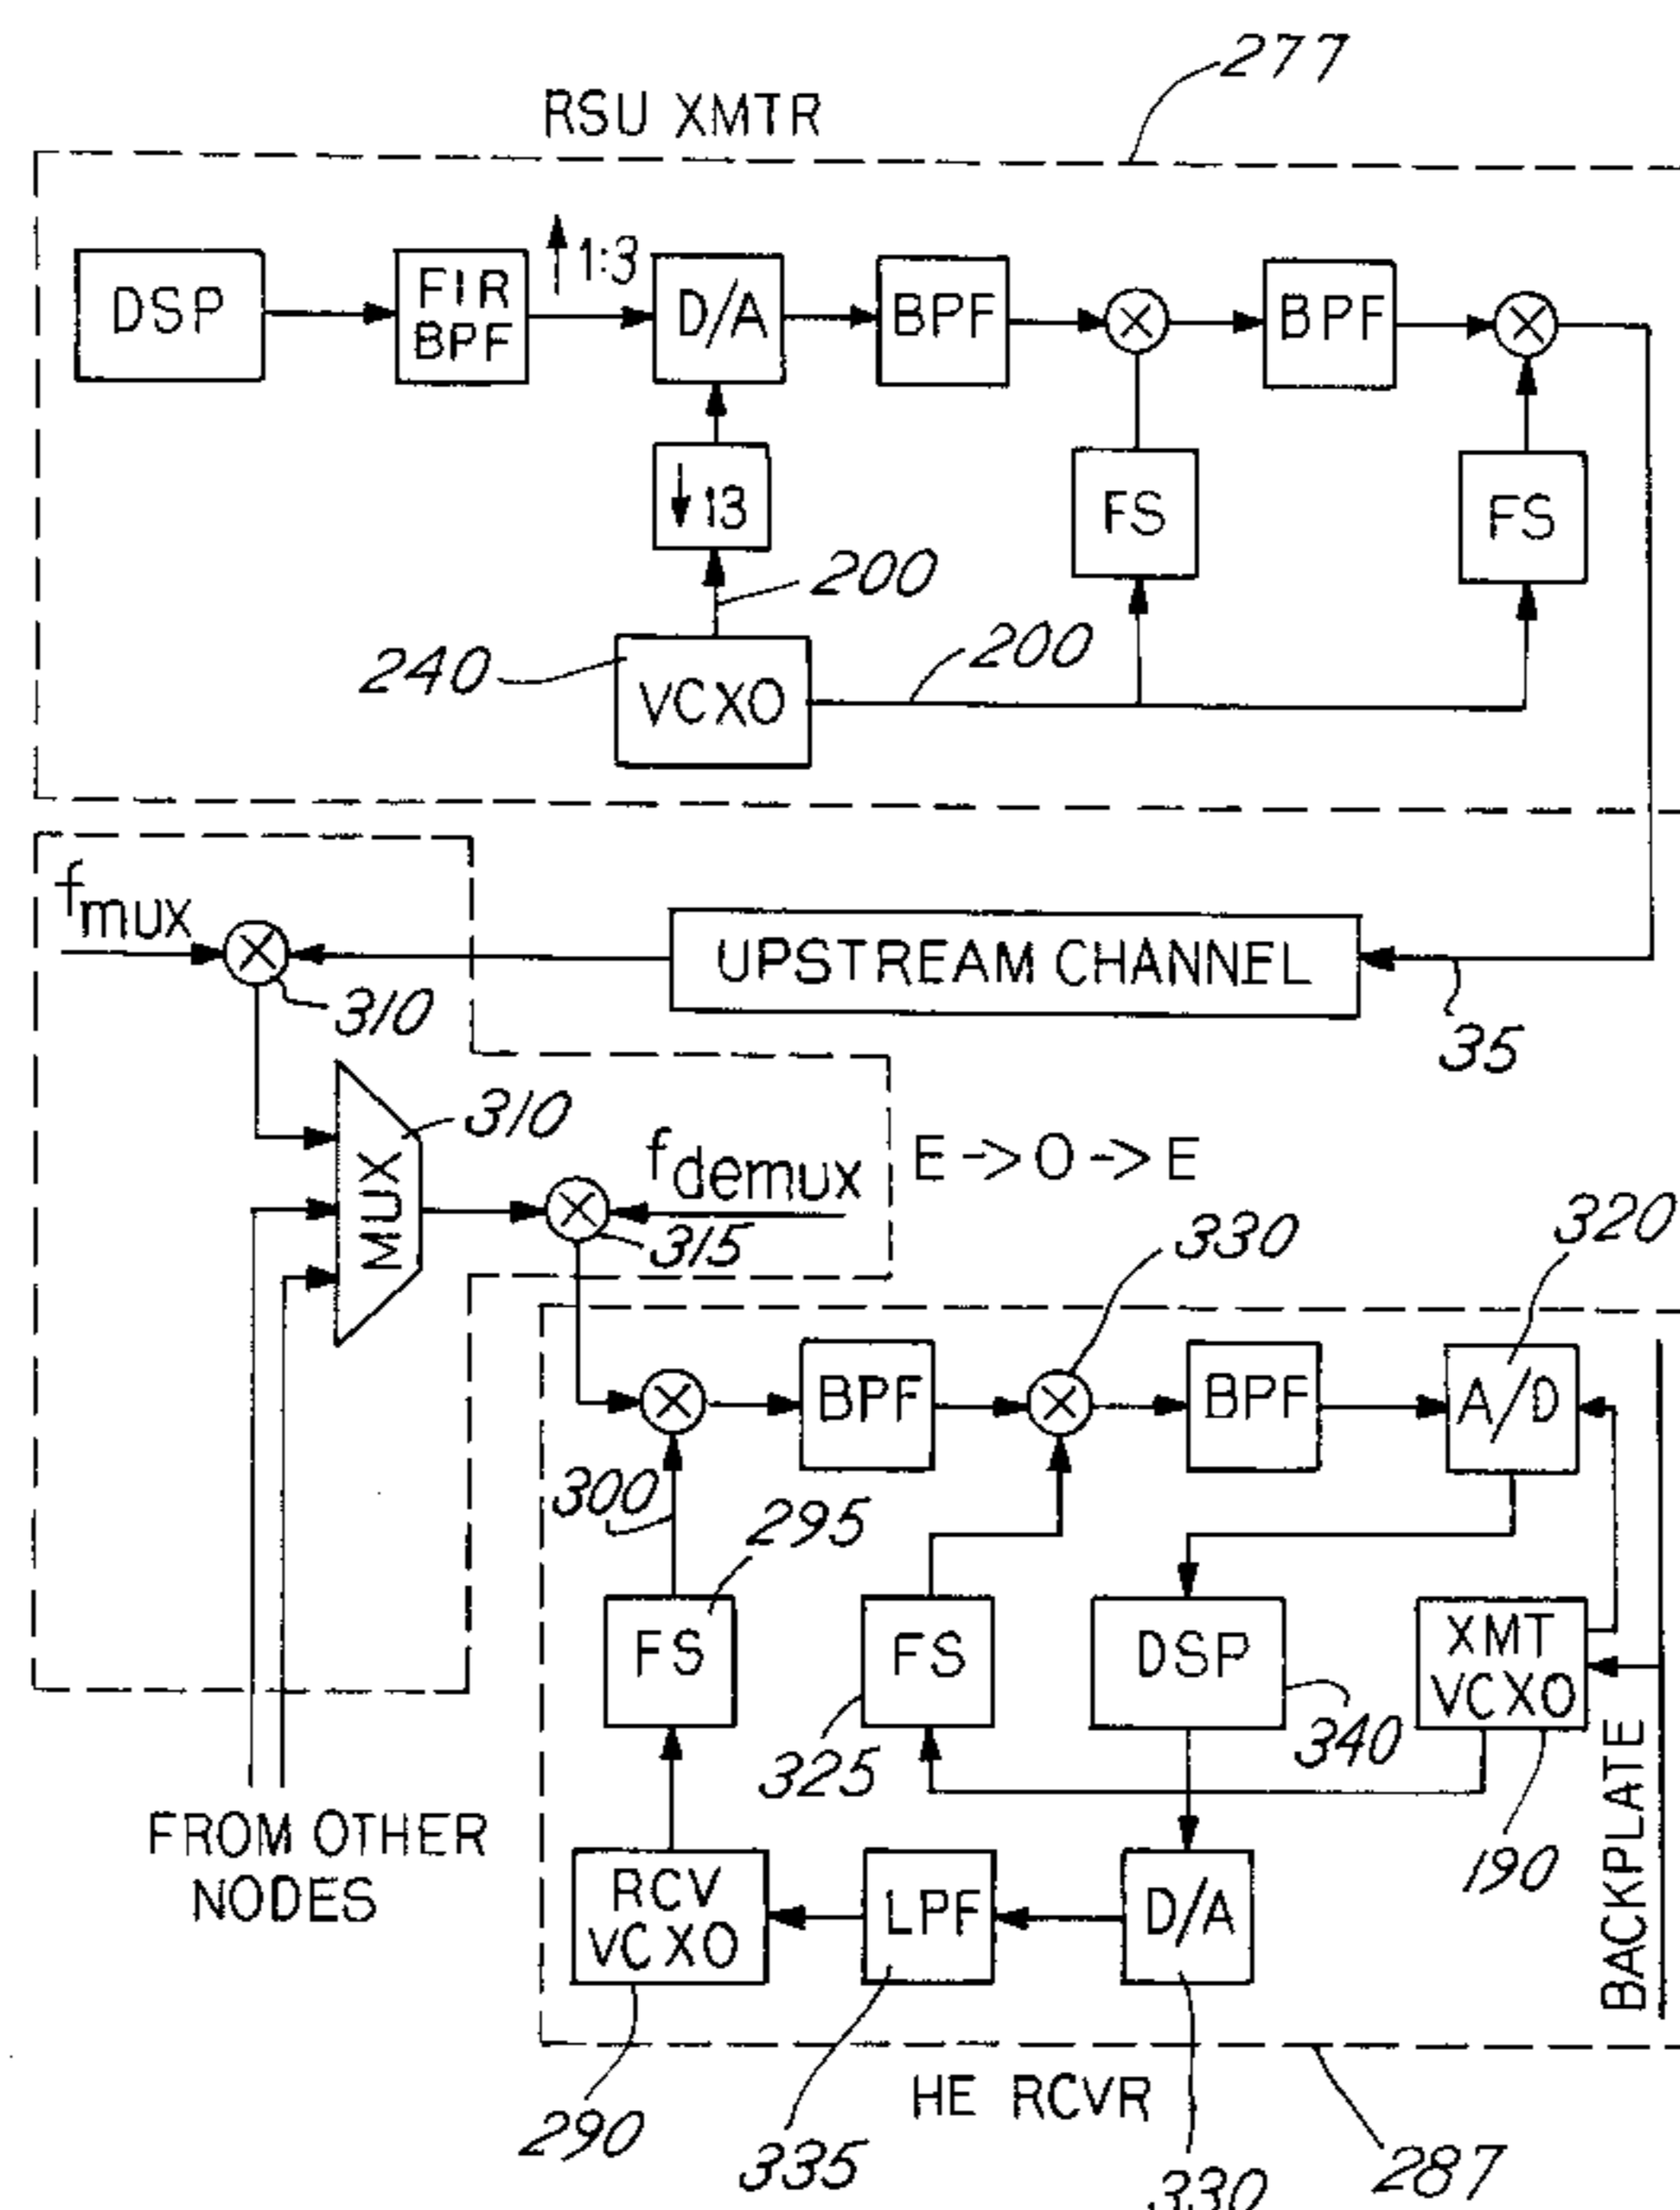 277
RSU XMTR
DSP
FIR
BPF
1:3
D/A
BPF
BPF
↓ 13
FS
FS
200
200
240
VCXO
fmux
310
UPSTREAM CHANNEL
35
MUX
310
fdemux
315
E -> O -> E
330
320
BPF
BPF
A/D
300
295
FS
FS
DSP
XMT
VCXO
325
340
190
BACKPLATE
FROM OTHER
NODES
RCV
VCXO
LPF
D/A
290
335
330
HE RCVR
287